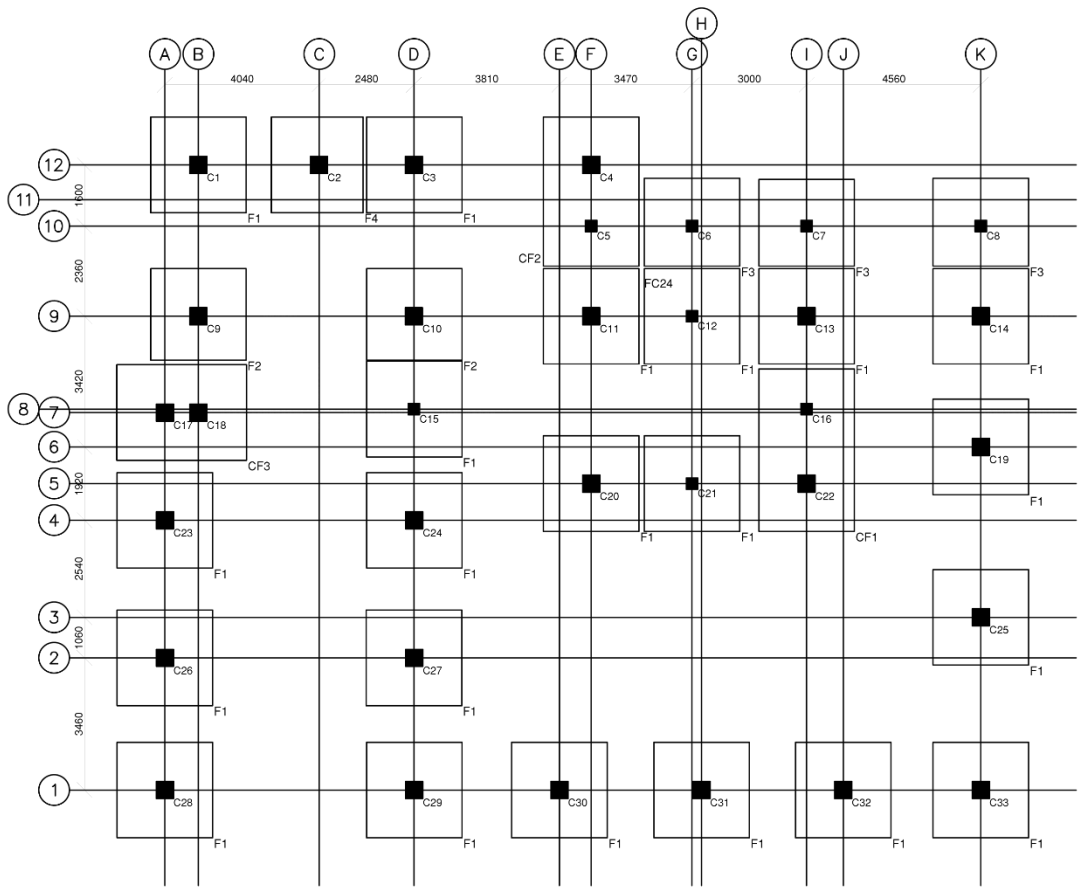 H
A B C D E F G I J K
4040 2480 3810 3470 3000 4560
12
C1 C2 C3 C4
1600
11
F1 F4 F1
10
C5 C6 C7 C8
CF2
2360
F3 F3 F3
FC24
9
C9 C10 C11 C12 C13 C14
F2 F2 F1 F1 F1 F1
3420
8 7
C17 C18 C15 C16
6
C19
CF3 F1
5
1920
C20 C21 C22
F1
4
C23 C24
F1 F1 CF1
2540
F1 F1
3
C25
1060
2
C26 C27
F1
F1 F1
3460
1
C28 C29 C30 C31 C32 C33
F1 F1 F1 F1 F1 F1